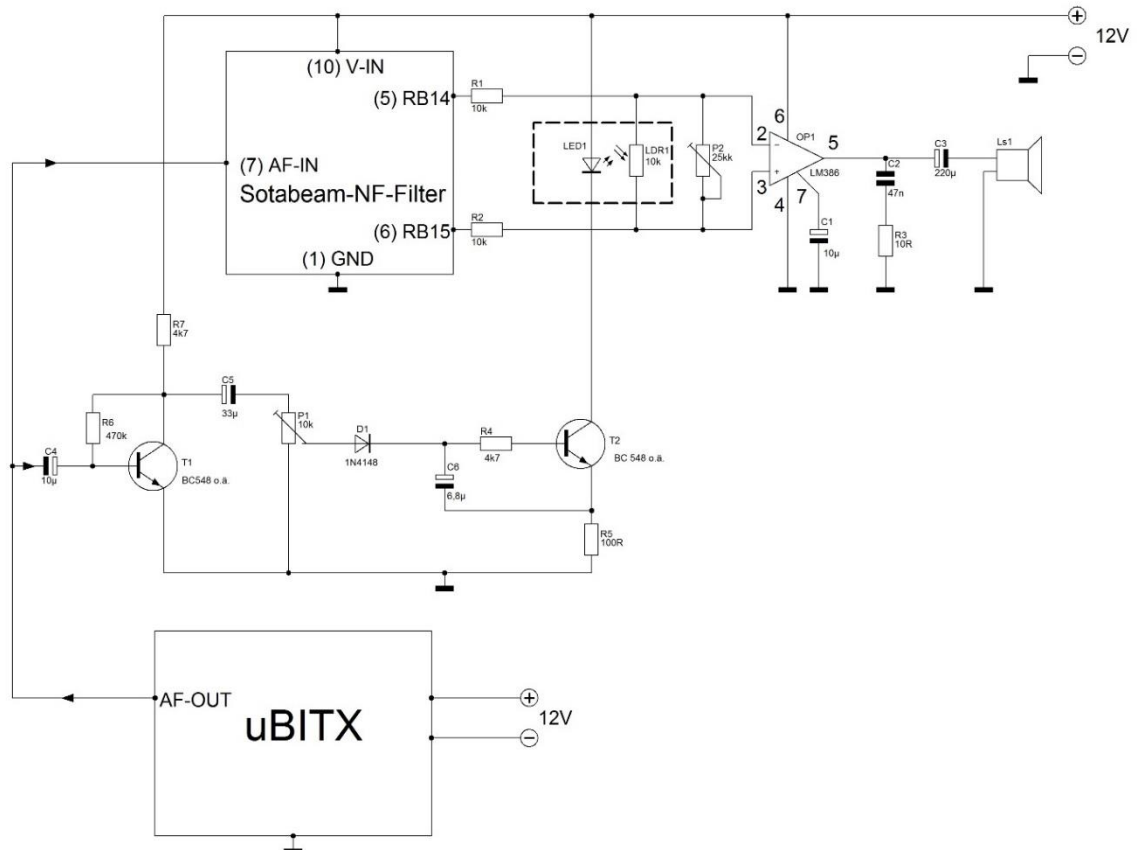 12V
(10) V-IN
(5) RB14
(7) AF-IN
Sotabeam-NF-Filter
(6) RB15
(1) GND
R1
10k
R2
10k
LED1
LDR1
10k
P2
25kk
2
3
6
OP1
5
LM386
4
7
C1
10µ
C2
47n
C3
220µ
R3
10R
Ls1
R7
4k7
R6
470k
C4
10µ
T1
BC548 o.ä.
C5
33µ
P1
10k
D1
1N4148
R4
4k7
C6
6,8µ
T2
BC 548 o.ä.
R5
100R
AF-OUT
uBITX
12V